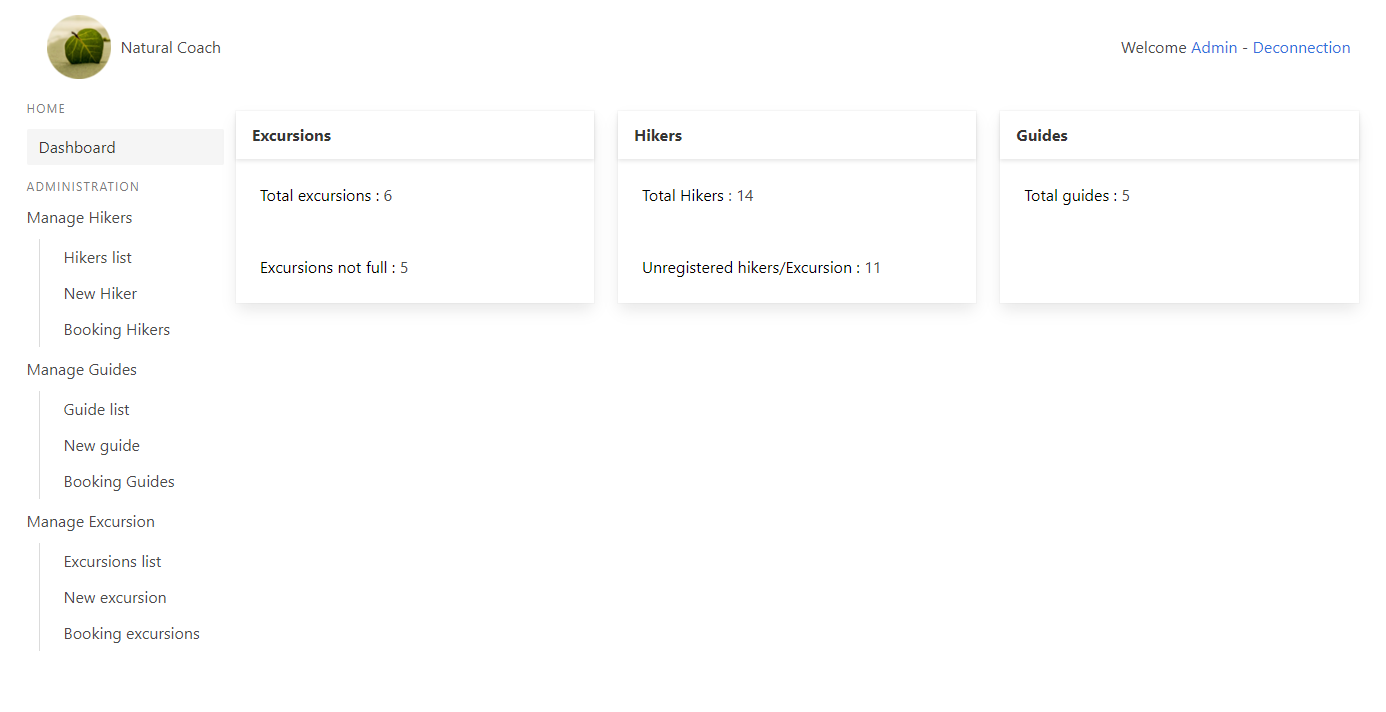 Natural Coach
Welcome Admin - Deconnection
HOME
Dashboard
ADMINISTRATION
Manage Hikers
Hikers list
New Hiker
Booking Hikers
Manage Guides
Guide list
New guide
Booking Guides
Manage Excursion
Excursions list
New excursion
Booking excursions
Excursions
Total excursions : 6
Excursions not full : 5
Hikers
Total Hikers : 14
Unregistered hikers/Excursion : 11
Guides
Total guides : 5